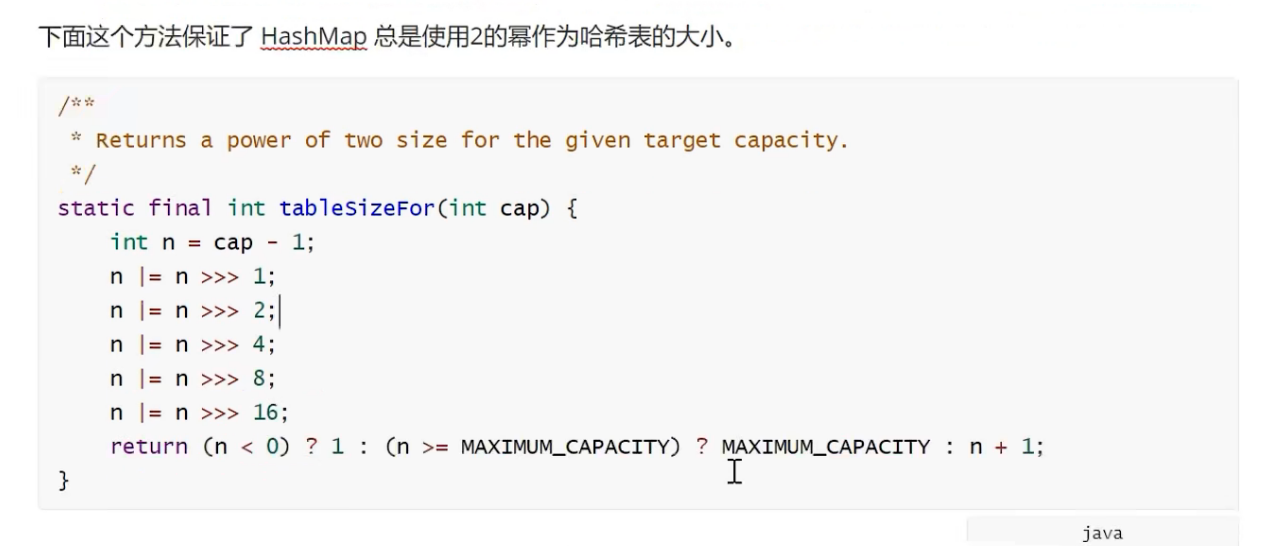 下面这个方法保证了 HashMap 总是使用2的幂作为哈希表的大小。
/**
 * Returns a power of two size for the given target capacity.
 */
static final int tableSizeFor(int cap) {
    int n = cap - 1;
    n |= n >>> 1;
    n |= n >>> 2;
    n |= n >>> 4;
    n |= n >>> 8;
    n |= n >>> 16;
    return (n < 0) ? 1 : (n >= MAXIMUM_CAPACITY) ? MAXIMUM_CAPACITY : n + 1;
}
java